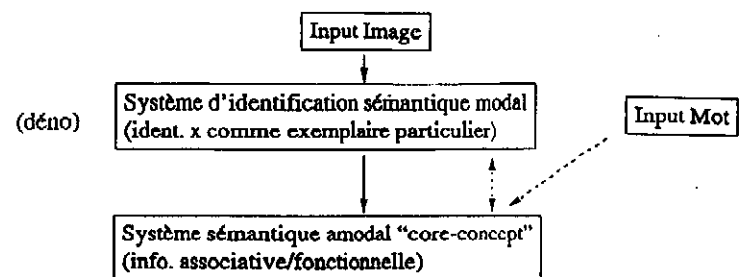 Input Image
Système d'identification sémantique modal
(ident. x comme exemplaire particulier)
(déno)
Input Mot
Système sémantique amodal "core-concept"
(info. associative/fonctionnelle)